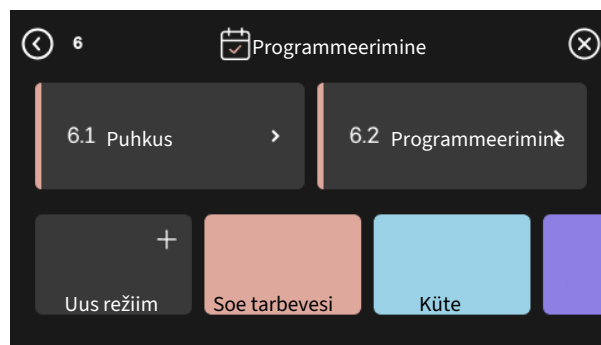 6 Programmeerimine
6.1 Puhkus 6.2 Programmeerimine
Uus režiim Soe tarbevesi Küte